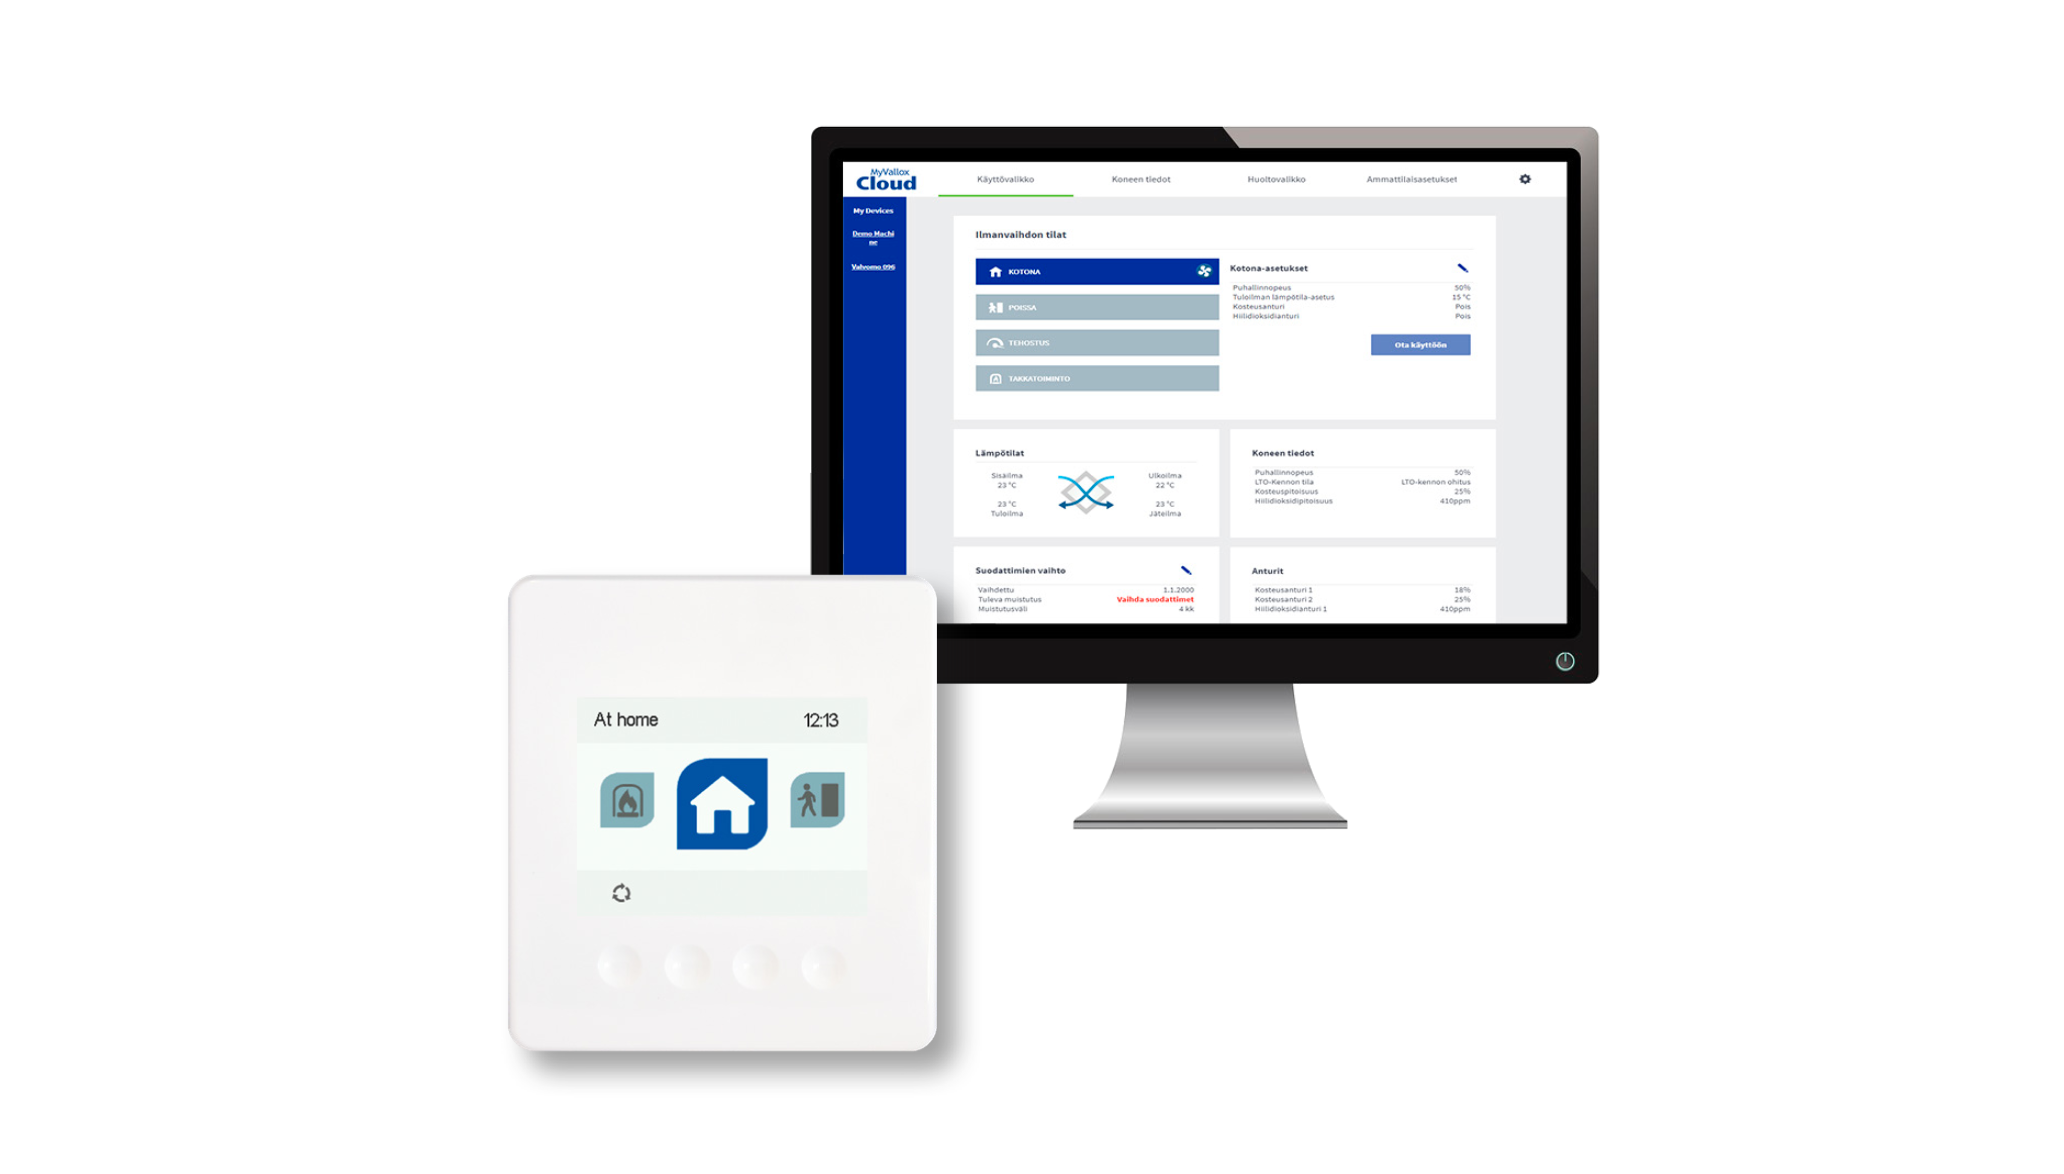 MyVallox
Cloud
Käyttövalikko
Koneen tiedot
Huoltovalikko
Ammattilaisasetukset
My Devices
Demo Machi
ne
Valvomo 096
Ilmanvaihdon tilat
KOTONA
POISSA
TEHOSTUS
TAKKATOIMINTO
Kotona-asetukset
Puhallinnopeus 50%
Tuloilman lämpötila-asetus 15 °C
Kosteusanturi Pois
Hiilidioksidianturi Pois
Ota käyttöön
Lämpötilat
Sisäilma Ulkoilma
23 °C 22 °C
23 °C 23 °C
Tuloilma Jäteilma
Koneen tiedot
Puhallinnopeus 50%
LTO-Kennon tila LTO-kennon ohitus
Kosteuspitoisuus 25%
Hiilidioksidipitoisuus 410ppm
Suodattimien vaihto
Vaihdettu 1.1.2000
Tuleva muistutus Vaihda suodattimet
Muistutusväli 4 kk
Anturit
Kosteusanturi 1 18%
Kosteusanturi 2 25%
Hiilidioksidianturi 1 410ppm
At home 12:13